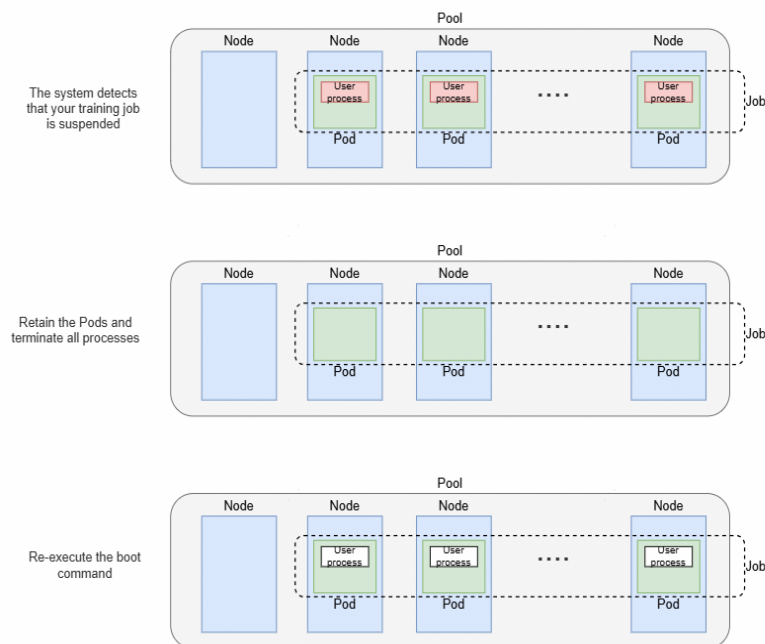 Pool
Node Node Node Node
The system detects
that your training job
is suspended
User process User process .... User process
Job
Pod Pod Pod
Pool
Node Node Node Node
Retain the Pods and
terminate all processes
....
Job
Pod Pod Pod
Pool
Node Node Node Node
Re-execute the boot
command
User process User process .... User process
Job
Pod Pod Pod